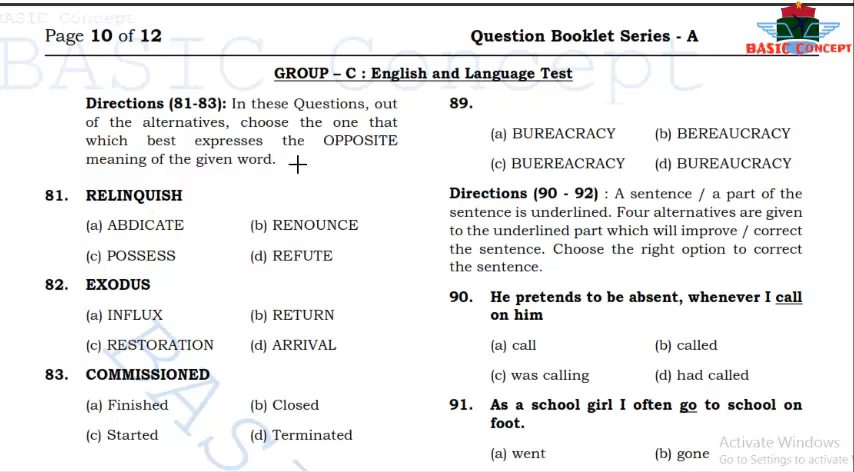 BASIC Concept
Page 10 of 12
Question Booklet Series - A
BASIC CONCEPT
BASIC Concept
GROUP – C : English and Language Test
Directions (81-83): In these Questions, out
of the alternatives, choose the one that
which best expresses the OPPOSITE
meaning of the given word.
81. RELINQUISH
(a) ABDICATE (b) RENOUNCE
(c) POSSESS (d) REFUTE
82. EXODUS
(a) INFLUX (b) RETURN
(c) RESTORATION (d) ARRIVAL
83. COMMISSIONED
(a) Finished (b) Closed
(c) Started (d) Terminated
BAS
89.
(a) BUREACRACY (b) BEREAUCRACY
(c) BUEREACRACY (d) BUREAUCRACY
Directions (90 - 92) : A sentence / a part of the
sentence is underlined. Four alternatives are given
to the underlined part which will improve / correct
the sentence. Choose the right option to correct
the sentence.
90. He pretends to be absent, whenever I call
on him
(a) call (b) called
(c) was calling (d) had called
91. As a school girl I often go to school on
foot.
(a) went (b) gone
Activate Windows
Go to Settings to activate